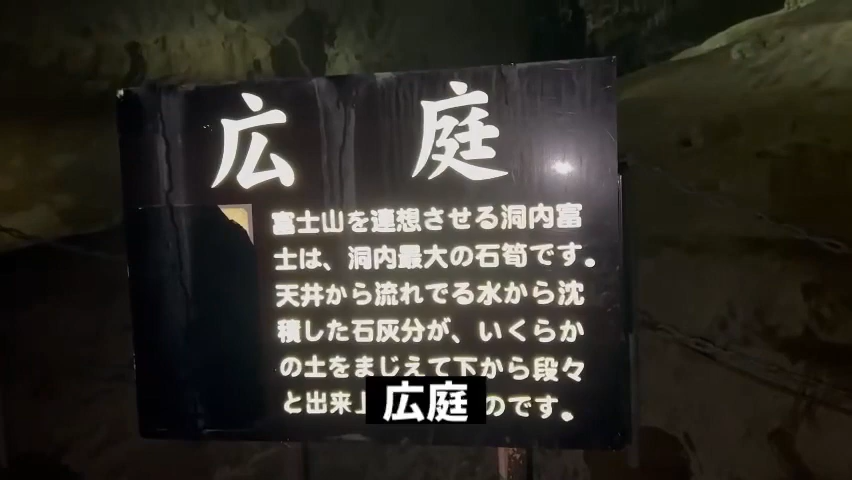 広庭
富士山を連想させる洞内富
士は、洞内最大の石筍です。
天井から流れでる水から沈
積した石灰分が、いくらか
の土をまじえて下から段々
と出来 のです。
広庭